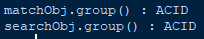 matchObj.group() : ACID
searchObj.group() : ACID